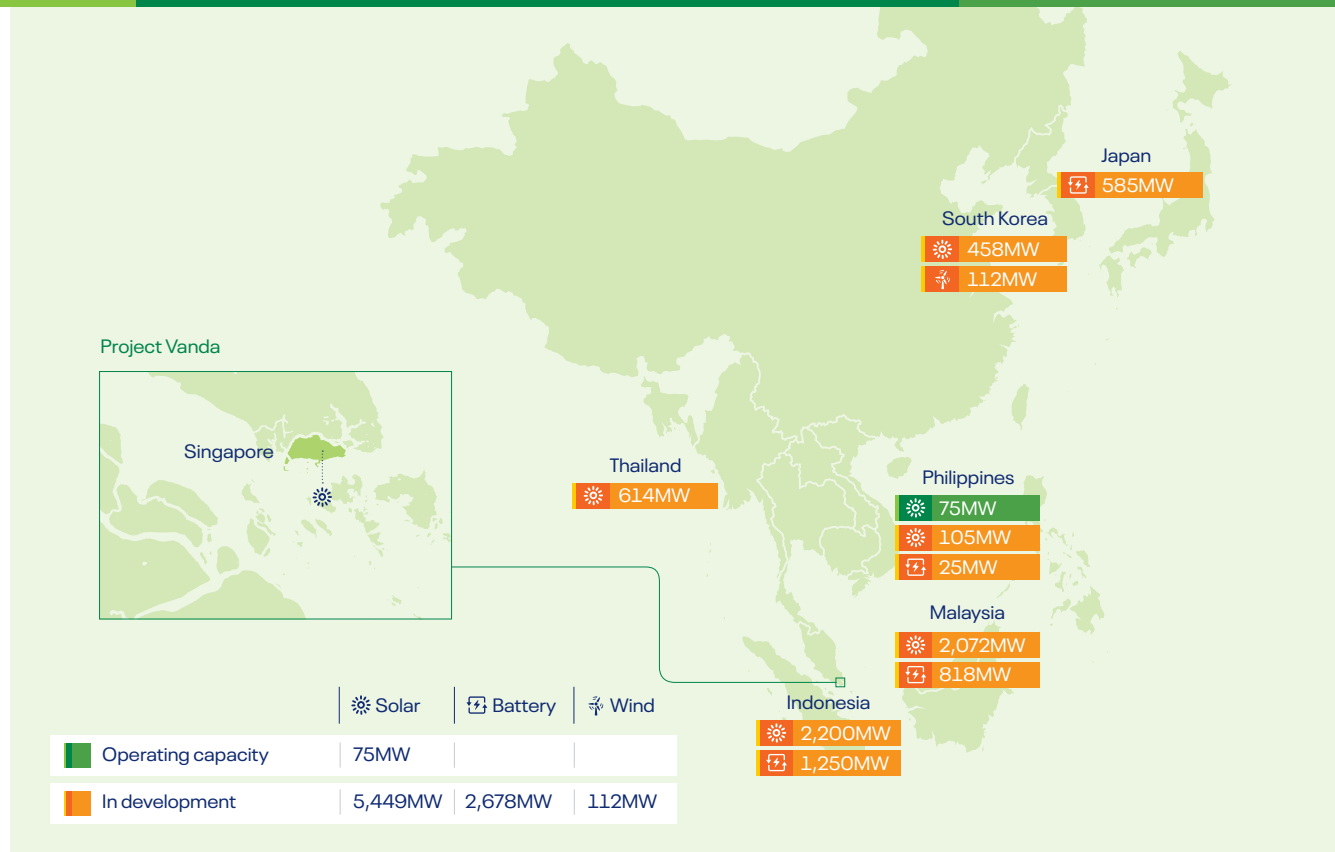 Japan
585MW
South Korea
458MW
112MW
Project Vanda
Singapore
Thailand
614MW
Philippines
75MW
105MW
25MW
Malaysia
2,072MW
818MW
Indonesia
2,200MW
1,250MW
Solar Battery Wind
Operating capacity 75MW
In development 5,449MW 2,678MW 112MW